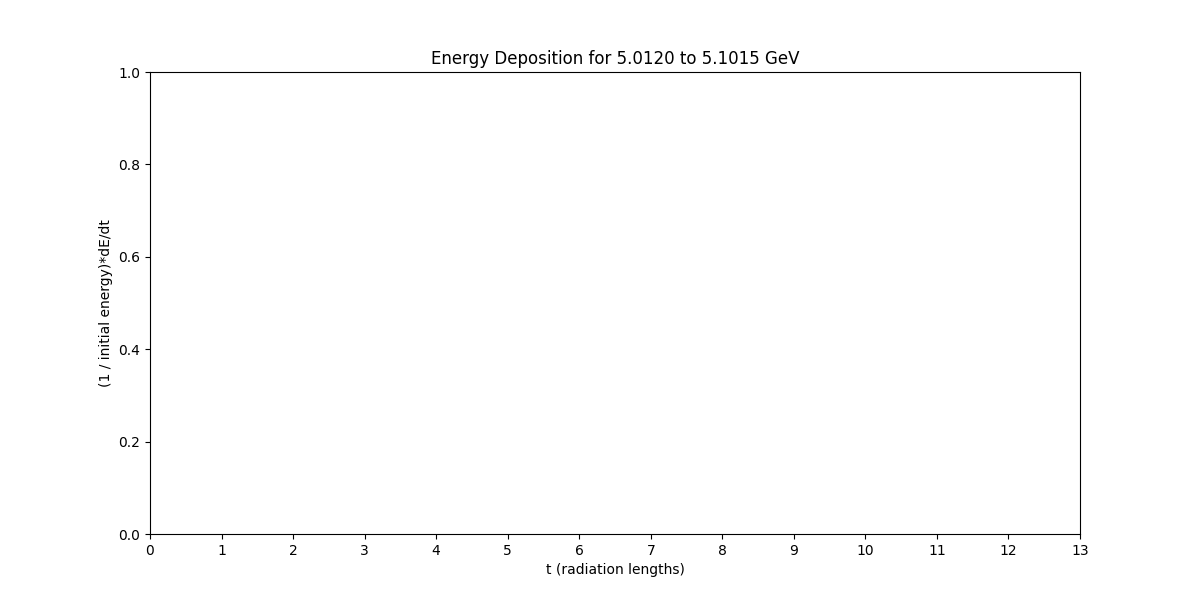 Energy Deposition for 5.0120 to 5.1015 GeV
1.0
0.8
0.6
0.4
0.2
0.0
(1 / initial energy)*dE/dt
0 1 2 3 4 5 6 7 8 9 10 11 12 13
t (radiation lengths)